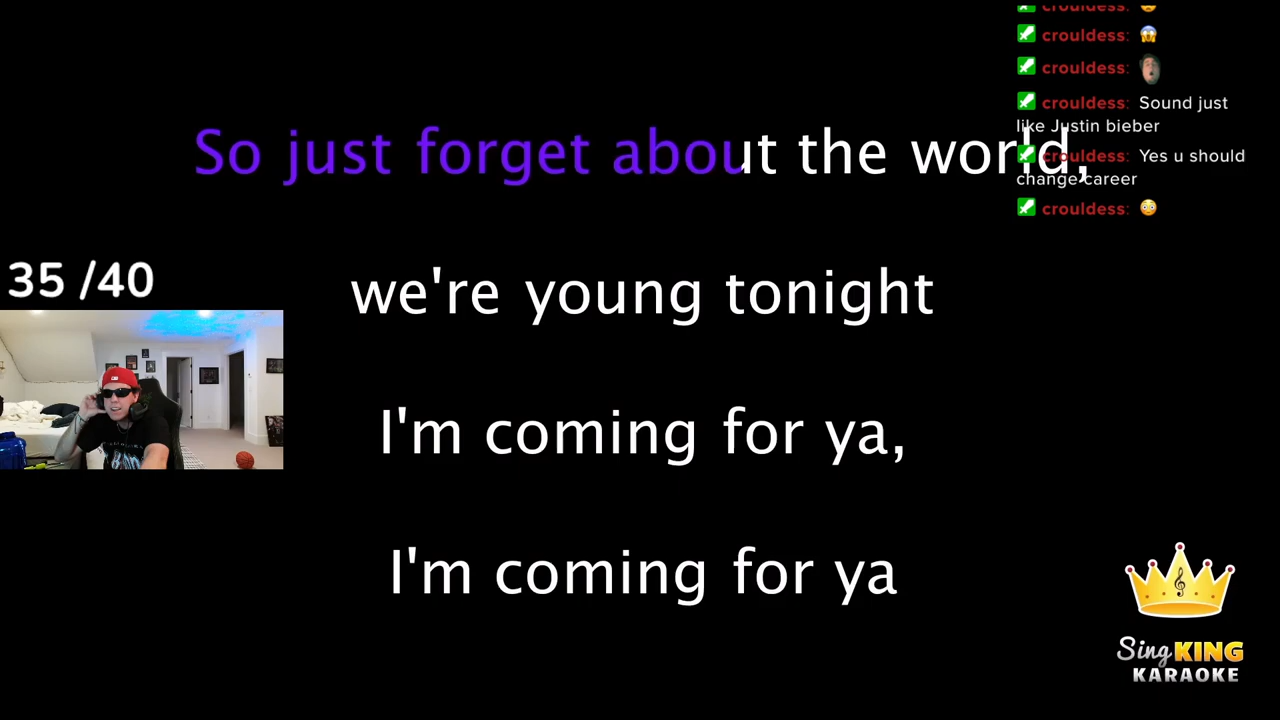 crouldess:
crouldess:
crouldess:
crouldess: Sound just
like Justin bieber
crouldess: Yes u should
change career
crouldess:
So just forget about the world,
we're young tonight
I'm coming for ya,
I'm coming for ya
35 /40
Sing KING
KARAOKE